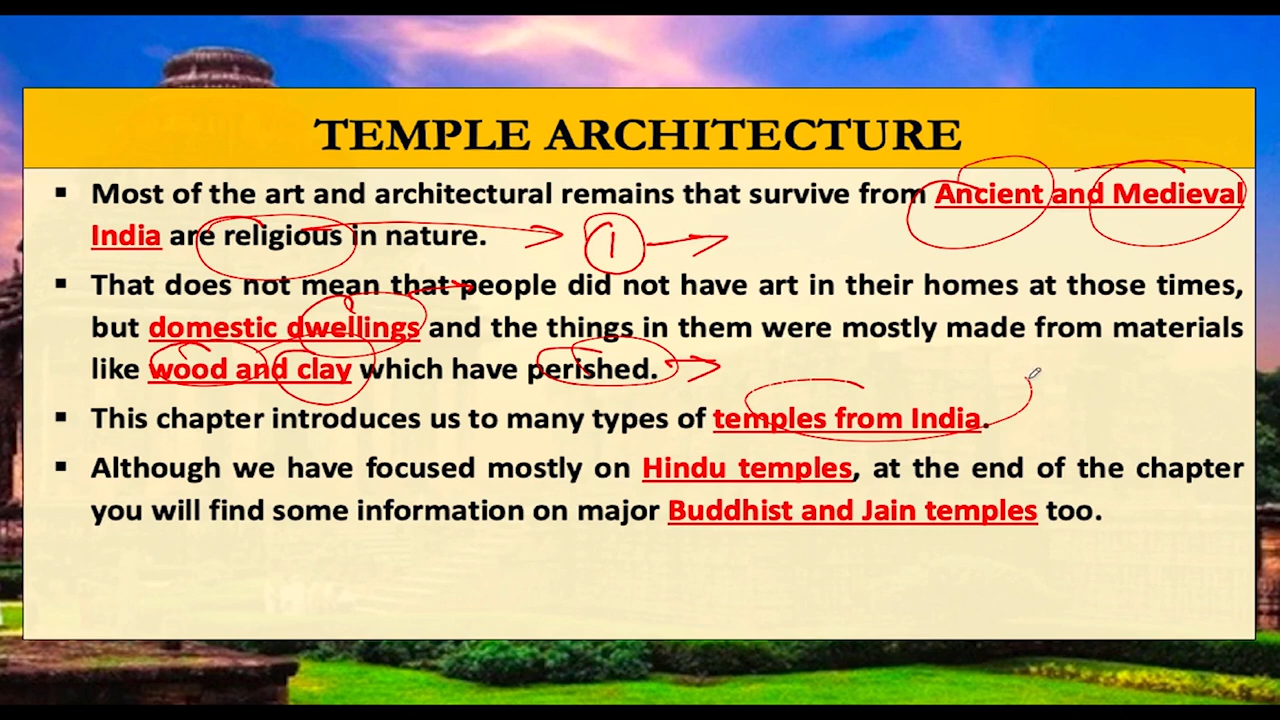 TEMPLE ARCHITECTURE
▪ Most of the art and architectural remains that survive from Ancient and Medieval
India are religious in nature.
1
▪ That does not mean that people did not have art in their homes at those times,
but domestic dwellings and the things in them were mostly made from materials
like wood and clay which have perished.
▪ This chapter introduces us to many types of temples from India.
▪ Although we have focused mostly on Hindu temples, at the end of the chapter
you will find some information on major Buddhist and Jain temples too.